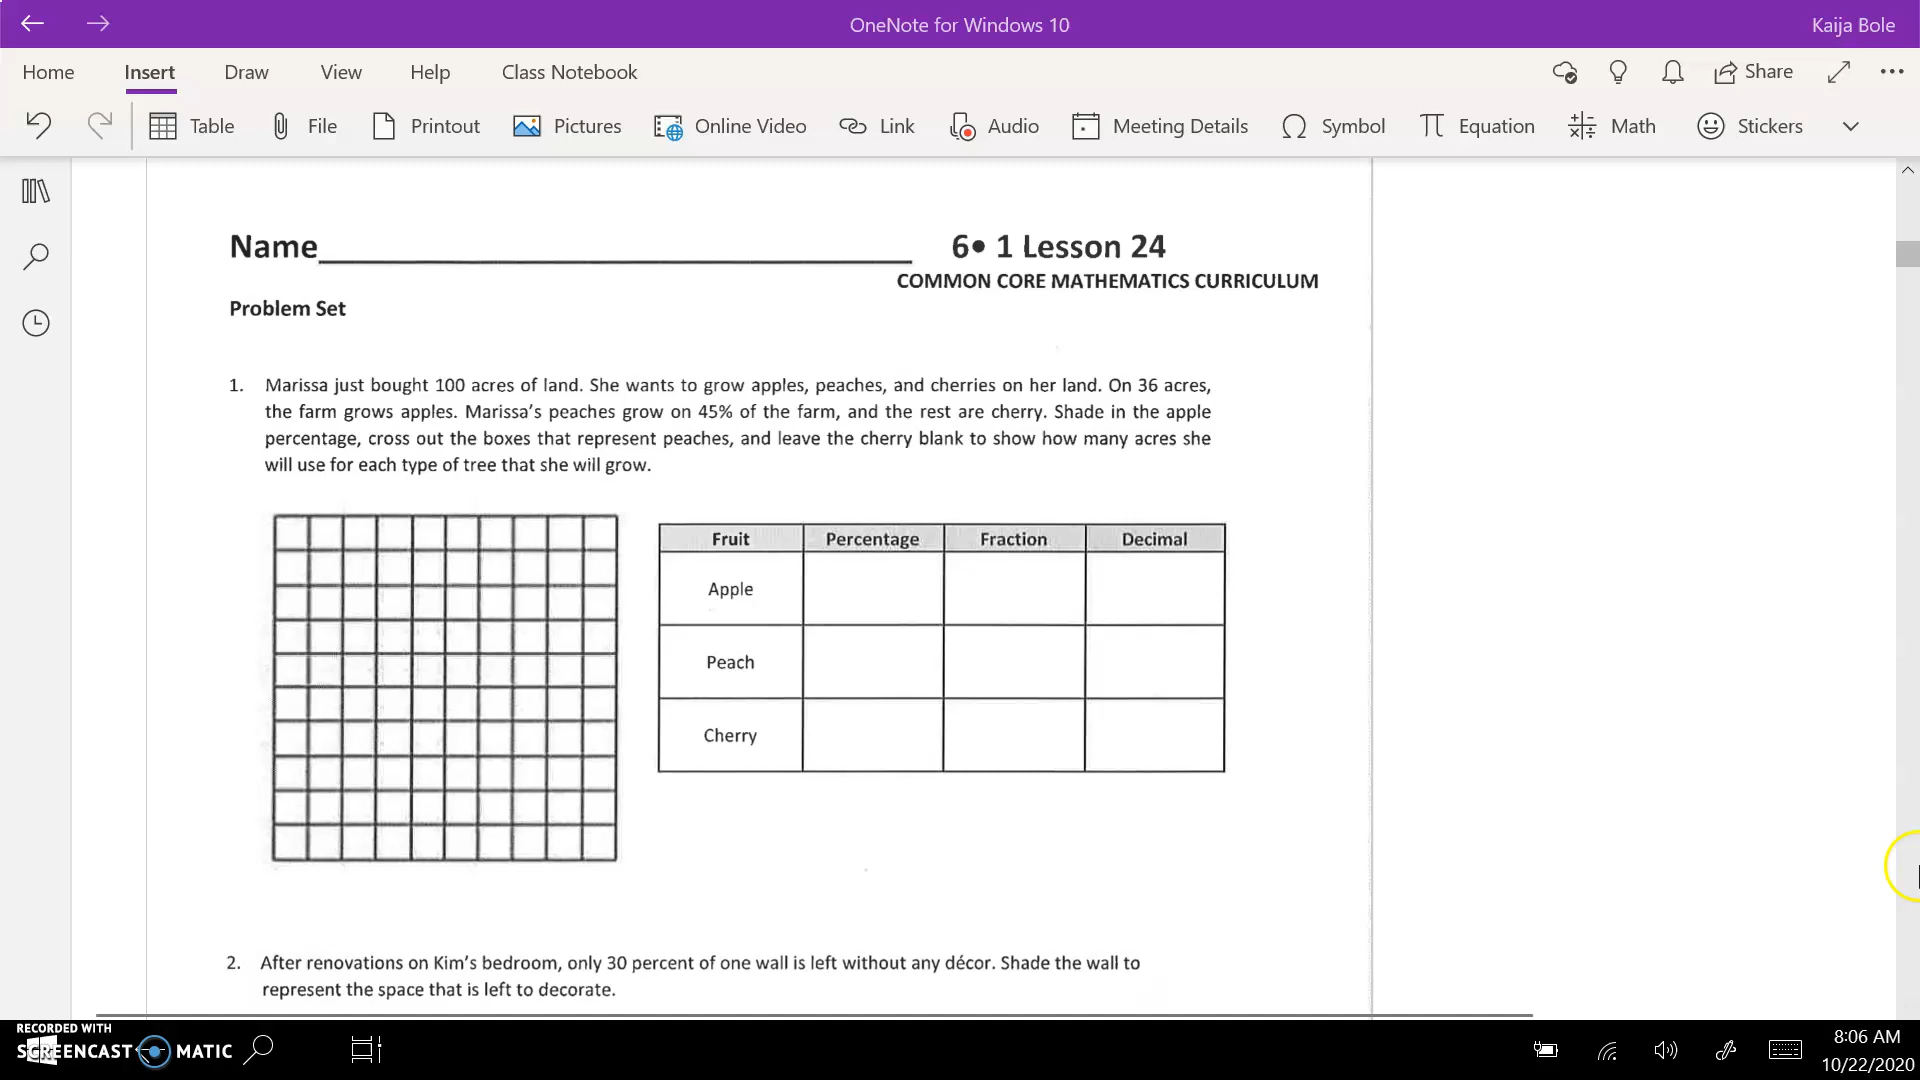 OneNote for Windows 10
Kaija Bole
Home Insert Draw View Help Class Notebook Share
Table File Printout Pictures Online Video Link Audio Meeting Details Symbol Equation Math Stickers
Name 6• 1 Lesson 24
COMMON CORE MATHEMATICS CURRICULUM
Problem Set
1. Marissa just bought 100 acres of land. She wants to grow apples, peaches, and cherries on her land. On 36 acres,
the farm grows apples. Marissa's peaches grow on 45% of the farm, and the rest are cherry. Shade in the apple
percentage, cross out the boxes that represent peaches, and leave the cherry blank to show how many acres she
will use for each type of tree that she will grow.
Fruit Percentage Fraction Decimal
Apple
Peach
Cherry
2. After renovations on Kim's bedroom, only 30 percent of one wall is left without any décor. Shade the wall to
represent the space that is left to decorate.
RECORDED WITH
SCREENCAST MATIC
8:06 AM
10/22/2020